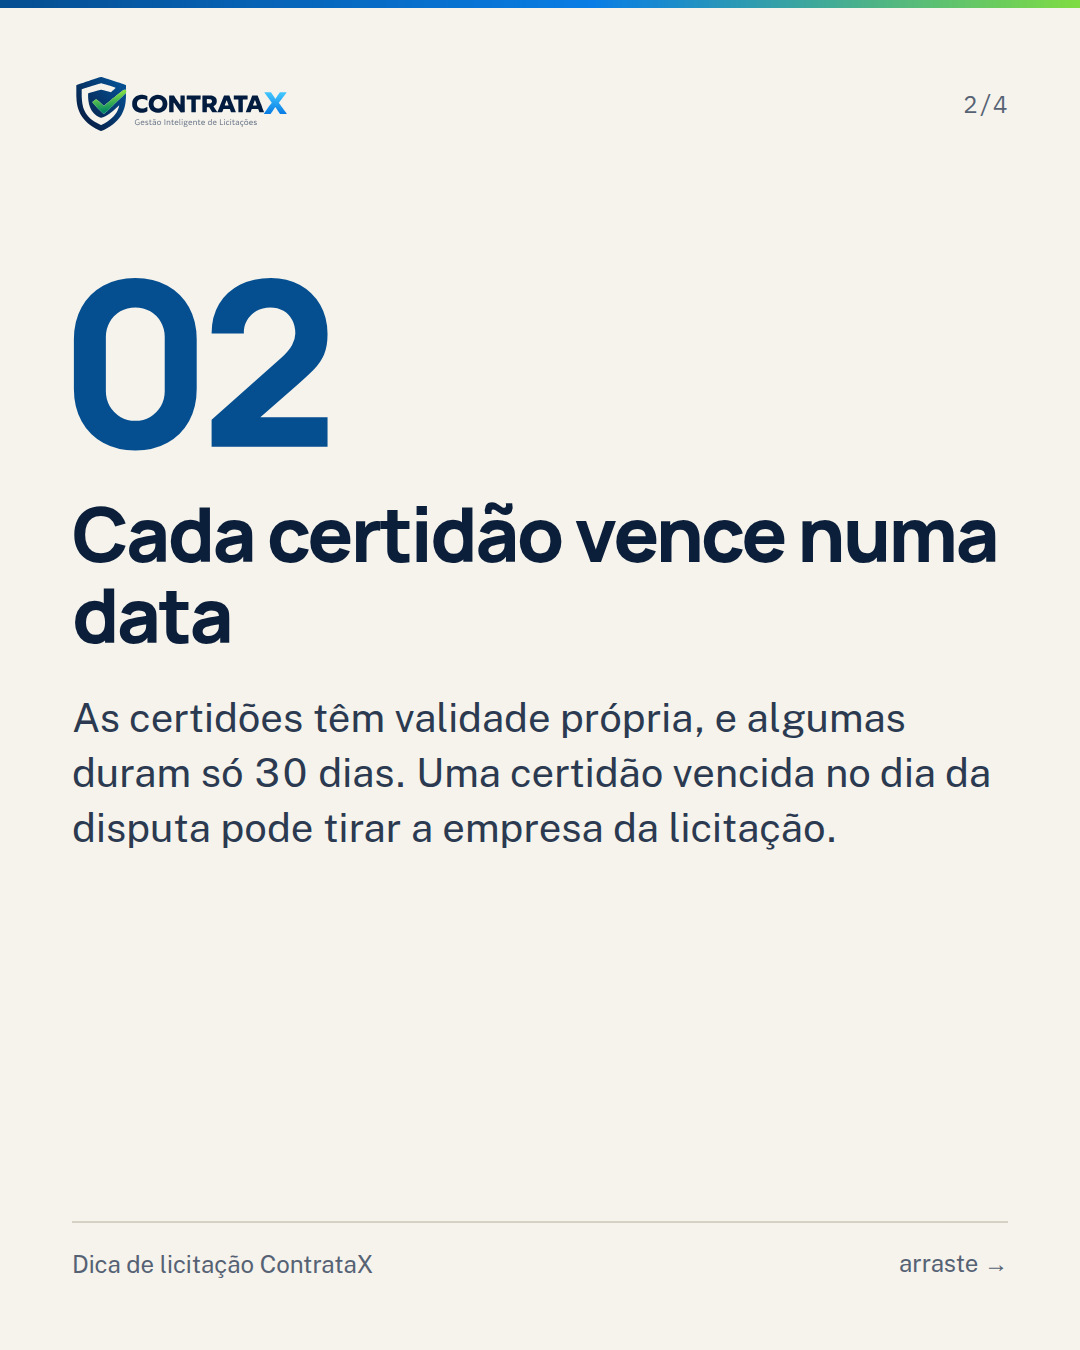 CONTRATAX
Gestão Inteligente de Licitações
2/4
02
Cada certidão vence numa
data
As certidões têm validade própria, e algumas
duram só 30 dias. Uma certidão vencida no dia da
disputa pode tirar a empresa da licitação.
Dica de licitação ContrataX
arraste →